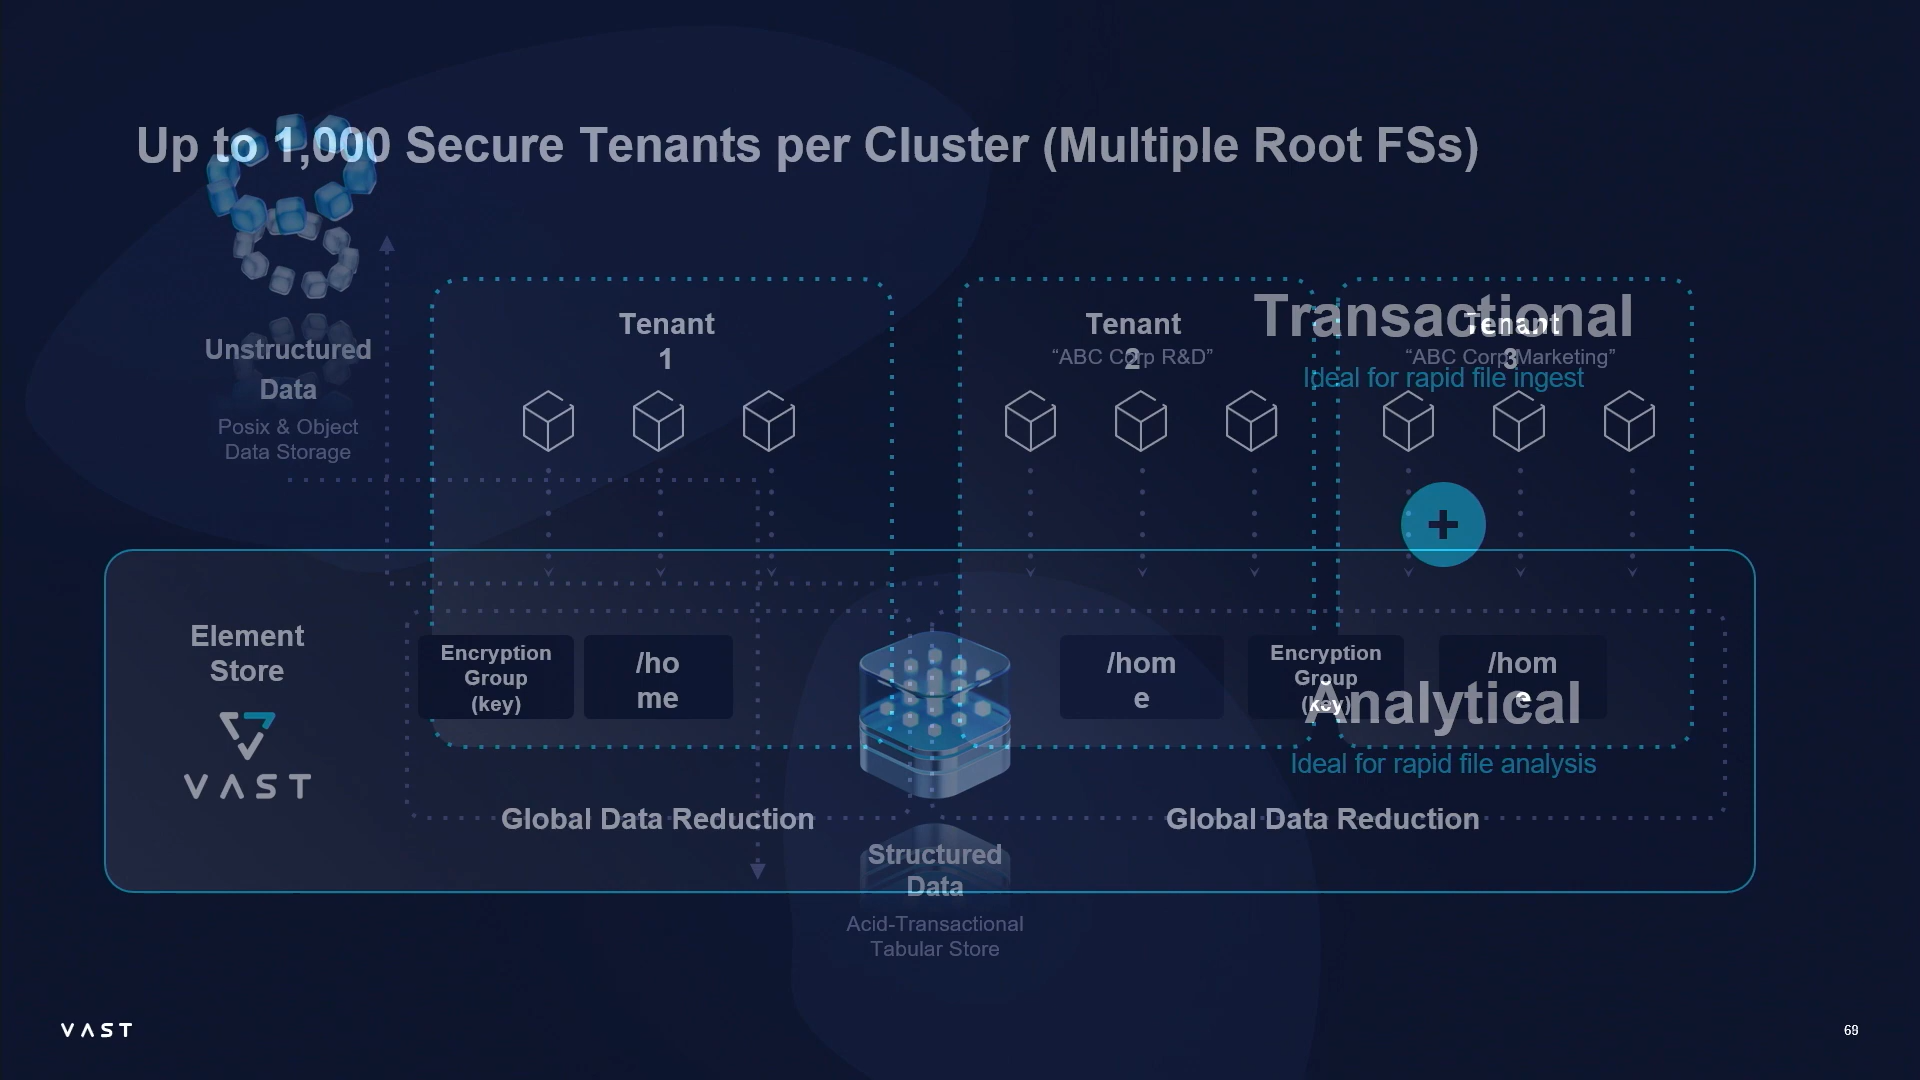 Up to 1,000 Secure Tenants per Cluster (Multiple Root FSs)
Unstructured
Data
Posix & Object
Data Storage
Tenant
1
Tenant
2
“ABC Corp R&D”
Tenant
3
“ABC Corp Marketing”
Transactional
Ideal for rapid file ingest
+
Element
Store
VAST
Encryption
Group
(key)
/ho
me
/hom
e
Encryption
Group
(key)
/hom
e
Analytical
Ideal for rapid file analysis
Global Data Reduction
Global Data Reduction
Structured
Data
Acid-Transactional
Tabular Store
VAST